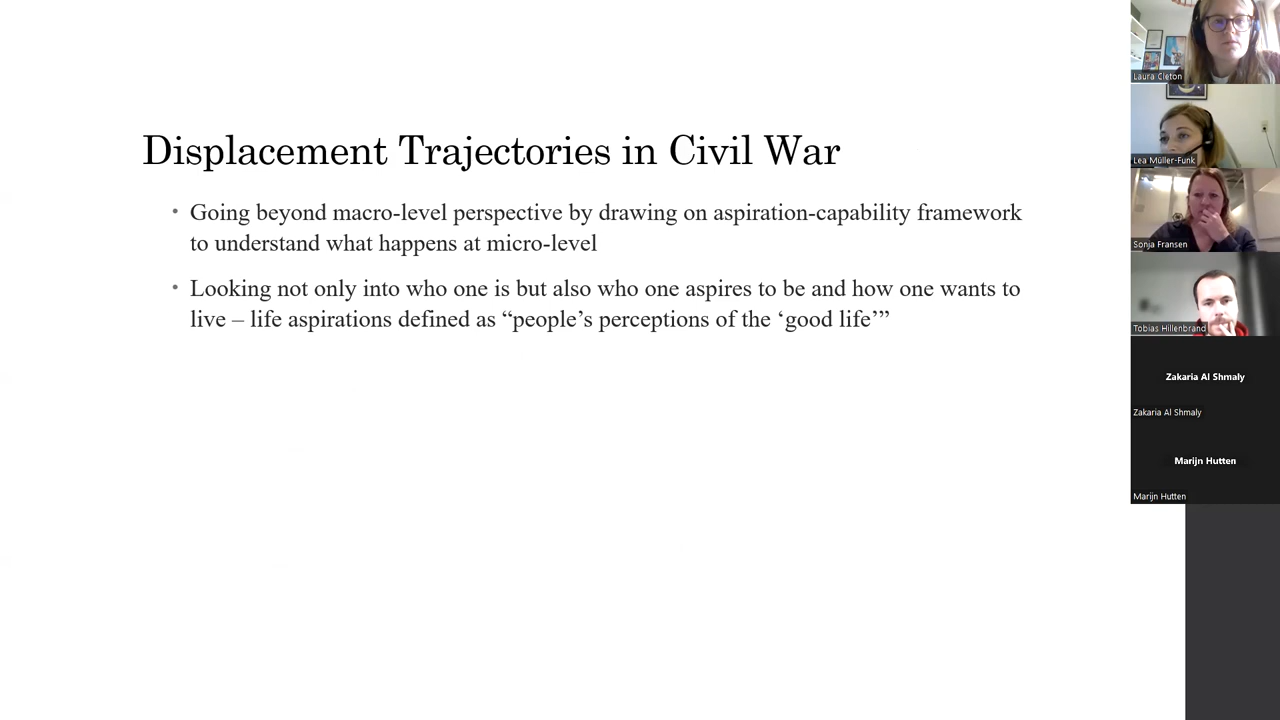 Displacement Trajectories in Civil War
• Going beyond macro-level perspective by drawing on aspiration-capability framework
to understand what happens at micro-level
• Looking not only into who one is but also who one aspires to be and how one wants to
live – life aspirations defined as “people’s perceptions of the ‘good life’”
Laura Cleton
Lea Müller-Funk
Sonja Fransen
Tobias Hillenbrand
Zakaria Al Shmaly
Zakaria Al Shmaly
Marijn Hutten
Marijn Hutten